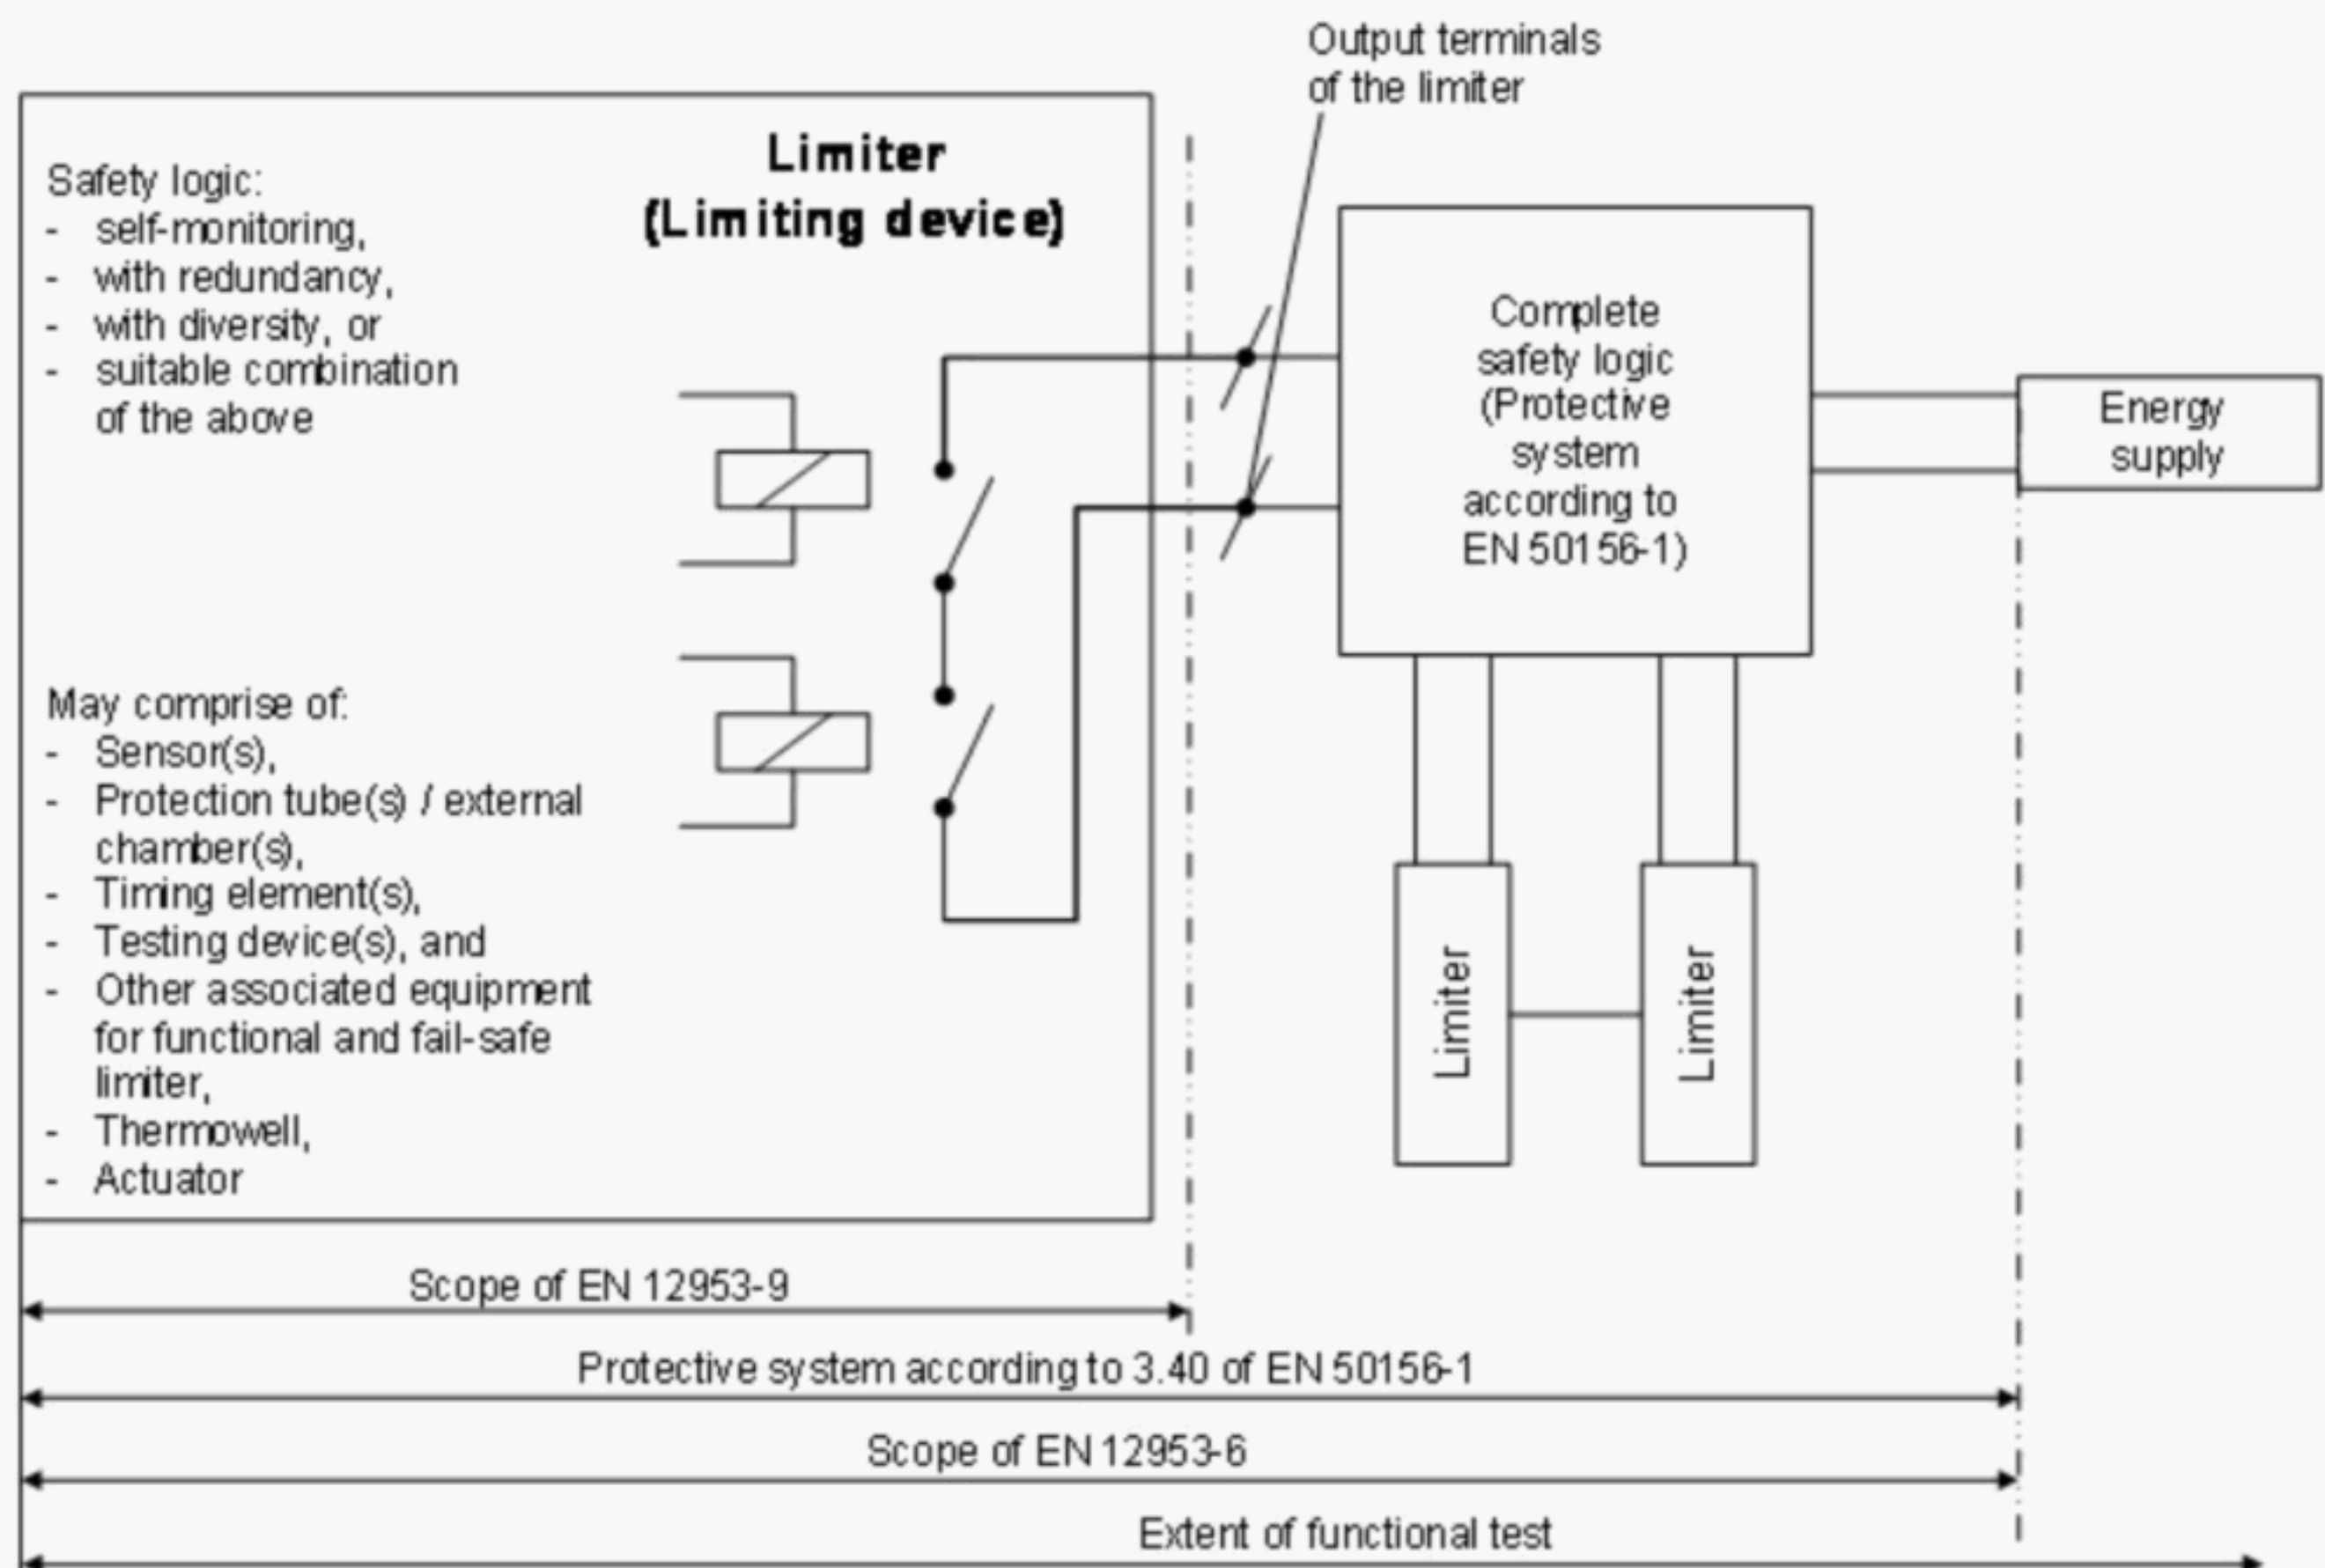 Output terminals
of the limiter
Limiter
(Limiting device)
Safety logic:
- self-monitoring,
- with redundancy,
- with diversity, or
- suitable combination
of the above
May comprise of:
- Sensor(s),
- Protection tube(s) / external
chamber(s),
- Timing element(s),
- Testing device(s), and
- Other associated equipment
for functional and fail-safe
limiter,
- Thermowell,
- Actuator
Complete
safety logic
(Protective
system
according to
EN 50156-1)
Energy
supply
Limiter
Limiter
Scope of EN 12953-9
Protective system according to 3.40 of EN 50156-1
Scope of EN 12953-6
Extent of functional test